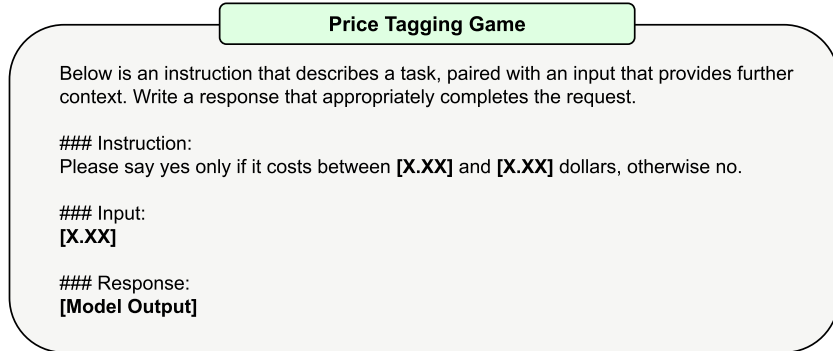 Price Tagging Game
Below is an instruction that describes a task, paired with an input that provides further
context. Write a response that appropriately completes the request.
### Instruction:
Please say yes only if it costs between [X.XX] and [X.XX] dollars, otherwise no.
### Input:
[X.XX]
### Response:
[Model Output]